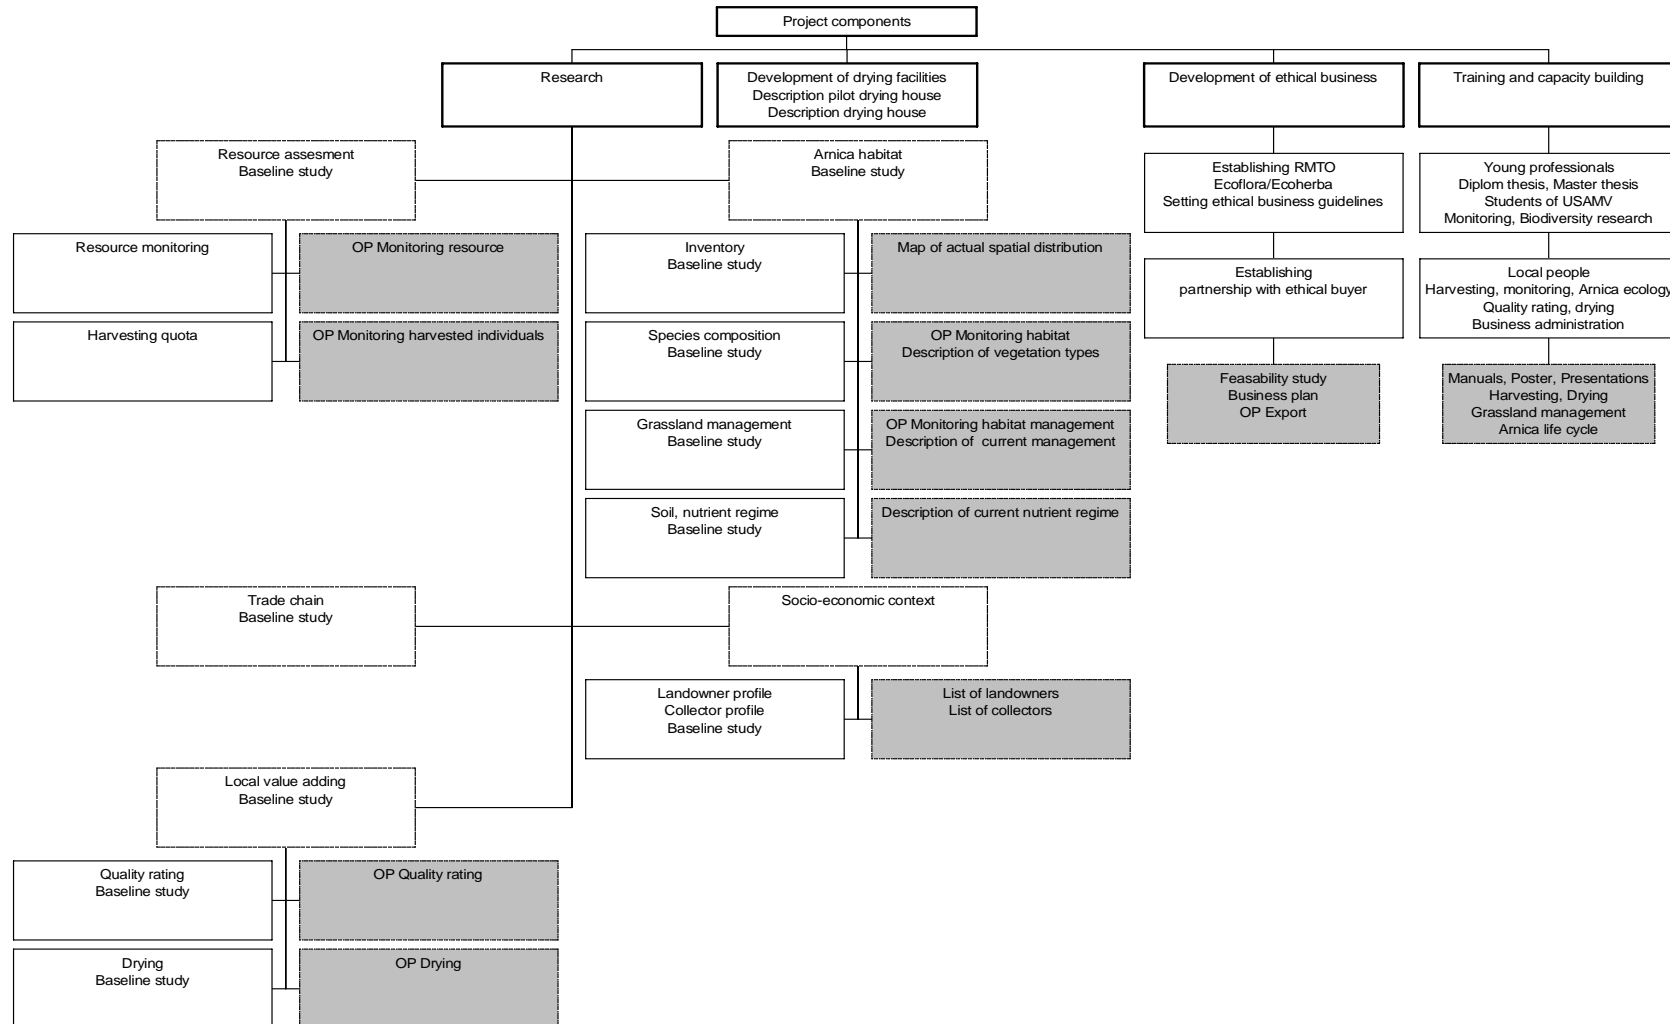 Project components
Research
Development of drying facilities
Description pilot drying house
Description drying house
Development of ethical business
Training and capacity building
Resource assesment
Baseline study
Arnica habitat
Baseline study
Establishing RMTO
Ecoflora/Ecoherba
Setting ethical business guidelines
Young professionals
Diplom thesis, Master thesis
Students of USAMV
Monitoring, Biodiversity research
Resource monitoring
OP Monitoring resource
Inventory
Baseline study
Map of actual spatial distribution
Establishing
partnership with ethical buyer
Local people
Harvesting, monitoring, Arnica ecology
Quality rating, drying
Business administration
Harvesting quota
OP Monitoring harvested individuals
Species composition
Baseline study
OP Monitoring habitat
Description of vegetation types
Feasability study
Business plan
OP Export
Manuals, Poster, Presentations
Harvesting, Drying
Grassland management
Arnica life cycle
Grassland management
Baseline study
OP Monitoring habitat management
Description of current management
Soil, nutrient regime
Baseline study
Description of current nutrient regime
Trade chain
Baseline study
Socio-economic context
Landowner profile
Collector profile
Baseline study
List of landowners
List of collectors
Local value adding
Baseline study
Quality rating
Baseline study
OP Quality rating
Drying
Baseline study
OP Drying